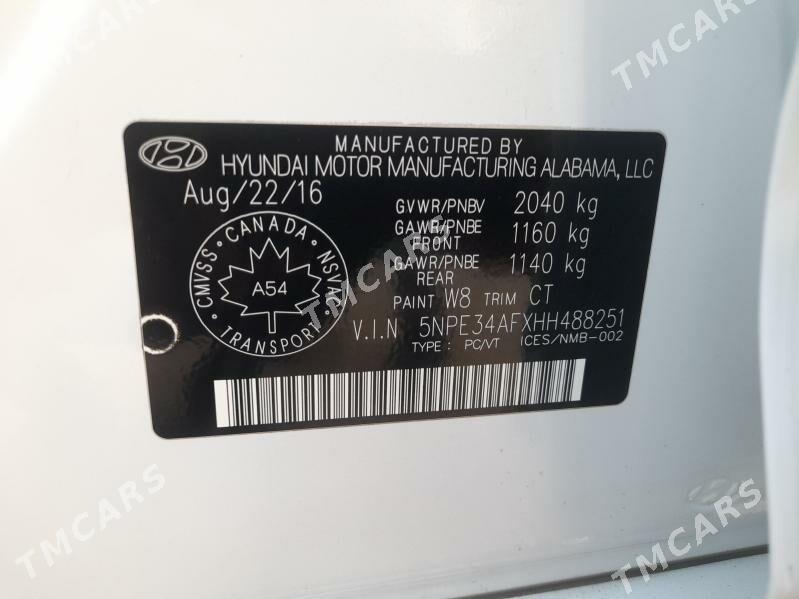 MANUFACTURED BY
HYUNDAI MOTOR MANUFACTURING ALABAMA, LLC
Aug/22/16
GVWR/PNBV 2040 kg
GAWR/PNBE FRONT 1160 kg
GAWR/PNBE REAR 1140 kg
PAINT W8 TRIM CT
V.I.N 5NPE34AFXHH488251
TYPE: PC/VT ICES/NMB-002
CMVSS · CANADA · NSVAC
A54
TRANSPORT
TMCARS
TMCARS
TMCARS
TMCARS
TMCARS